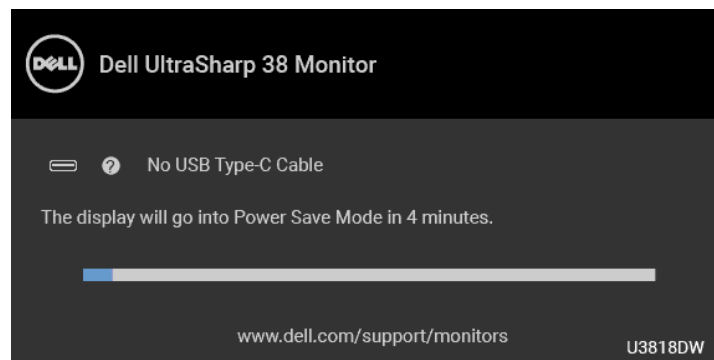 DELL Dell UltraSharp 38 Monitor
? No USB Type-C Cable
The display will go into Power Save Mode in 4 minutes.
www.dell.com/support/monitors
U3818DW